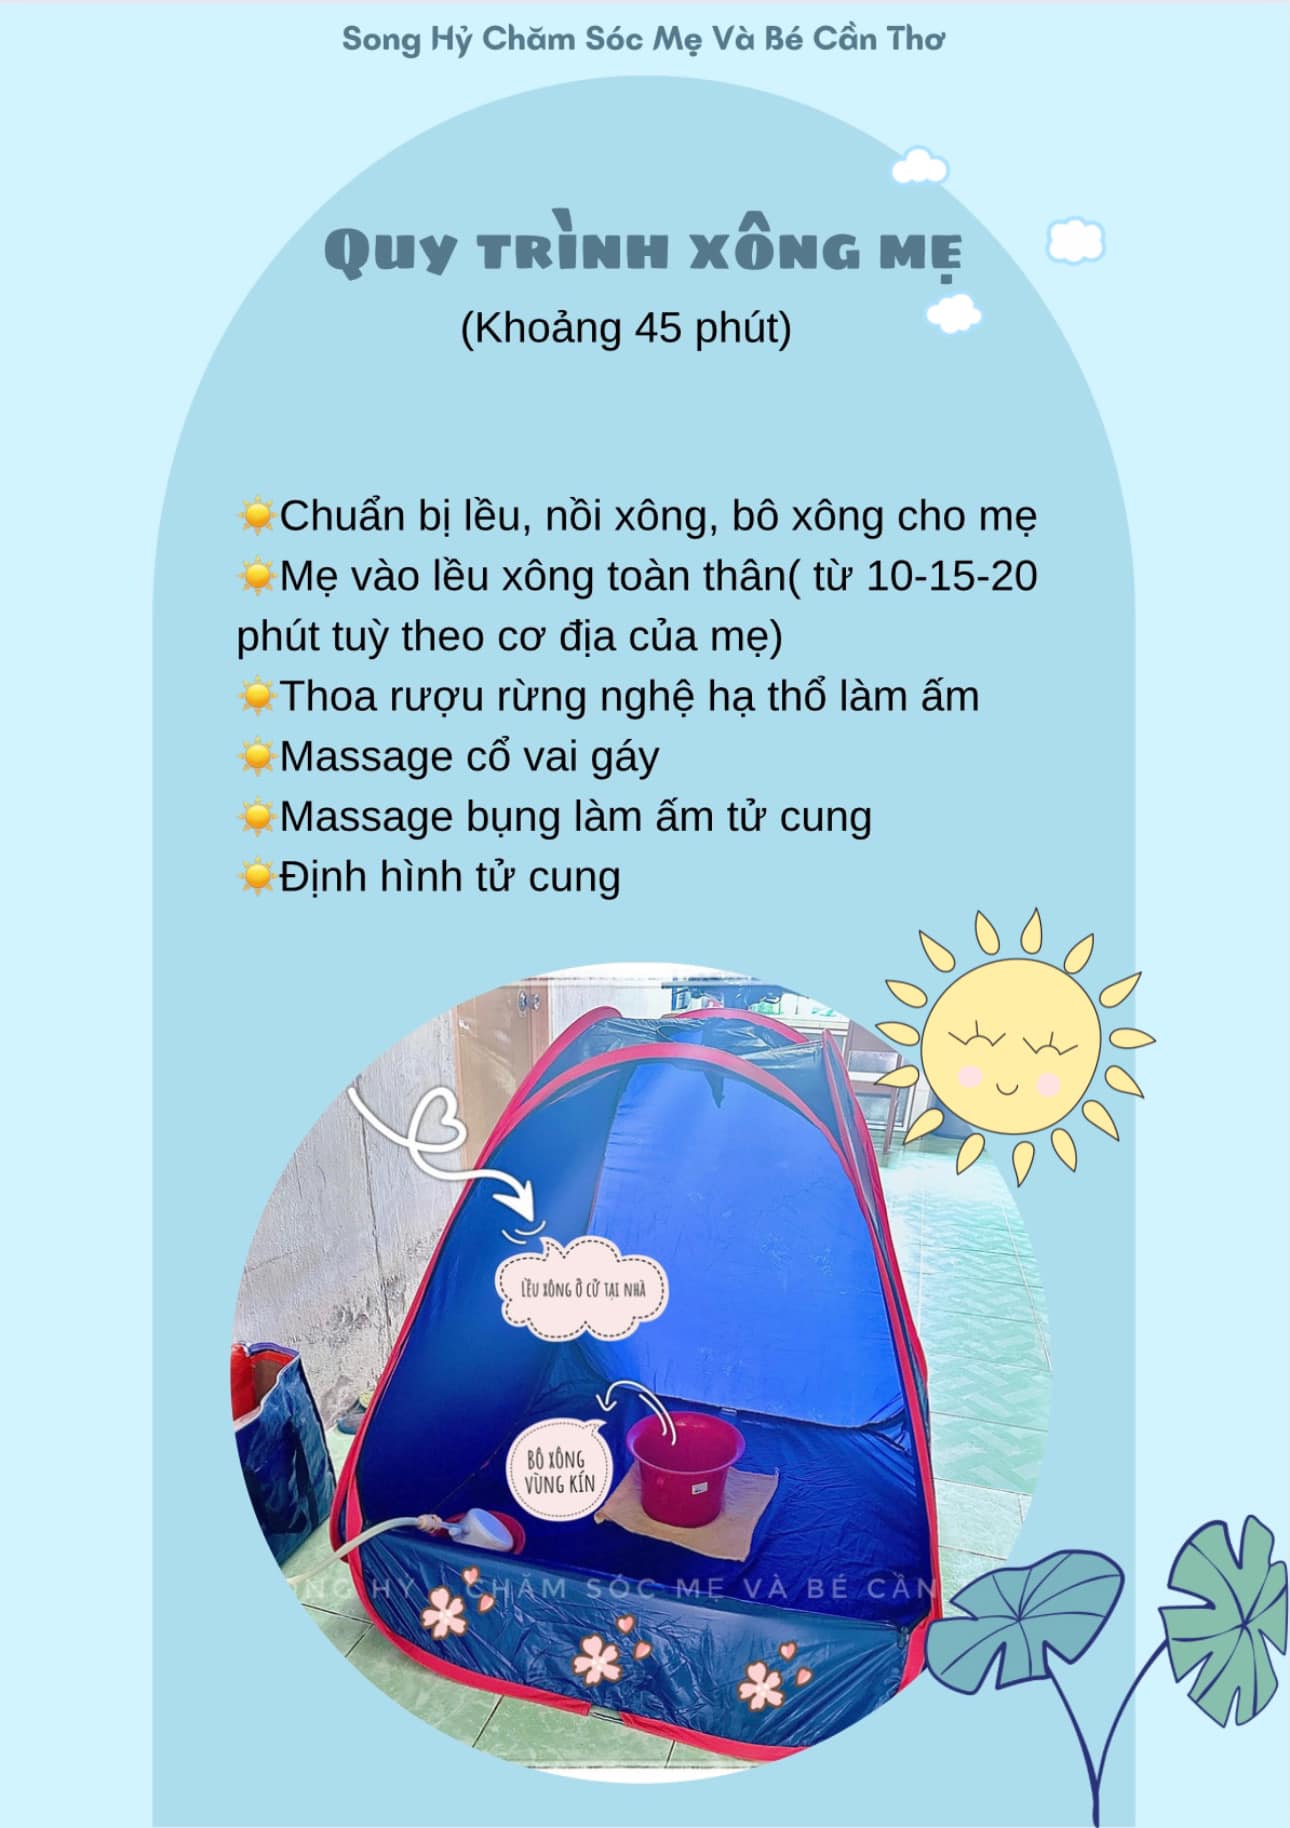 Song Hỷ Chăm Sóc Mẹ Và Bé Cần Thơ
Quy trình xông mẹ
(Khoảng 45 phút)
☀️Chuẩn bị lều, nồi xông, bô xông cho mẹ
☀️Mẹ vào lều xông toàn thân( từ 10-15-20
phút tuỳ theo cơ địa của mẹ)
☀️Thoa rượu rừng nghệ hạ thổ làm ấm
☀️Massage cổ vai gáy
☀️Massage bụng làm ấm tử cung
☀️Định hình tử cung
LỀU XÔNG Ở CỮ TẠI NHÀ
BÔ XÔNG
VÙNG KÍN
HỶ CHĂM SÓC MẸ VÀ BÉ CẦN